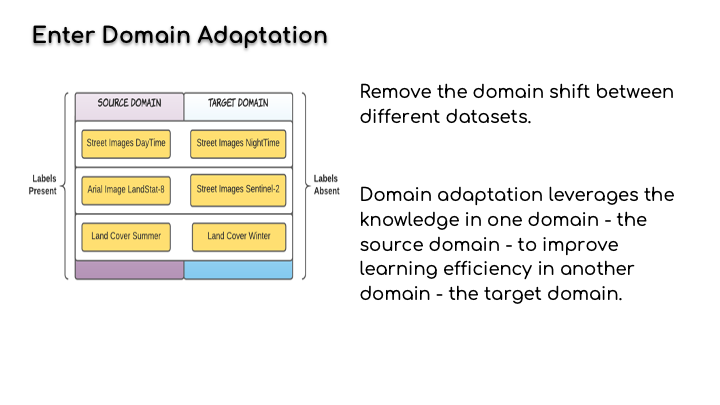 Enter Domain Adaptation
SOURCE DOMAIN
TARGET DOMAIN
Street Images DayTime
Street Images NightTime
Labels
Present
Arial Image LandStat-8
Street Images Sentinel-2
Labels
Absent
Land Cover Summer
Land Cover Winter
Remove the domain shift between
different datasets.
Domain adaptation leverages the
knowledge in one domain - the
source domain - to improve
learning efficiency in another
domain - the target domain.